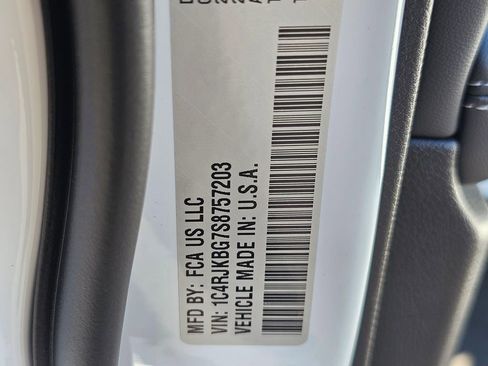 MFD BY: FCA US LLC
VIN: 1C4RJKBG7S8757203
VEHICLE MADE IN: U.S.A.